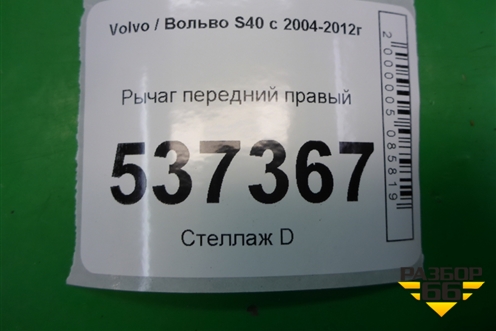 Volvo / Вольво S40 с 2004-2012г
Рычаг передний правый
537367
Стеллаж D
2000005085819
РАЗБОР
66